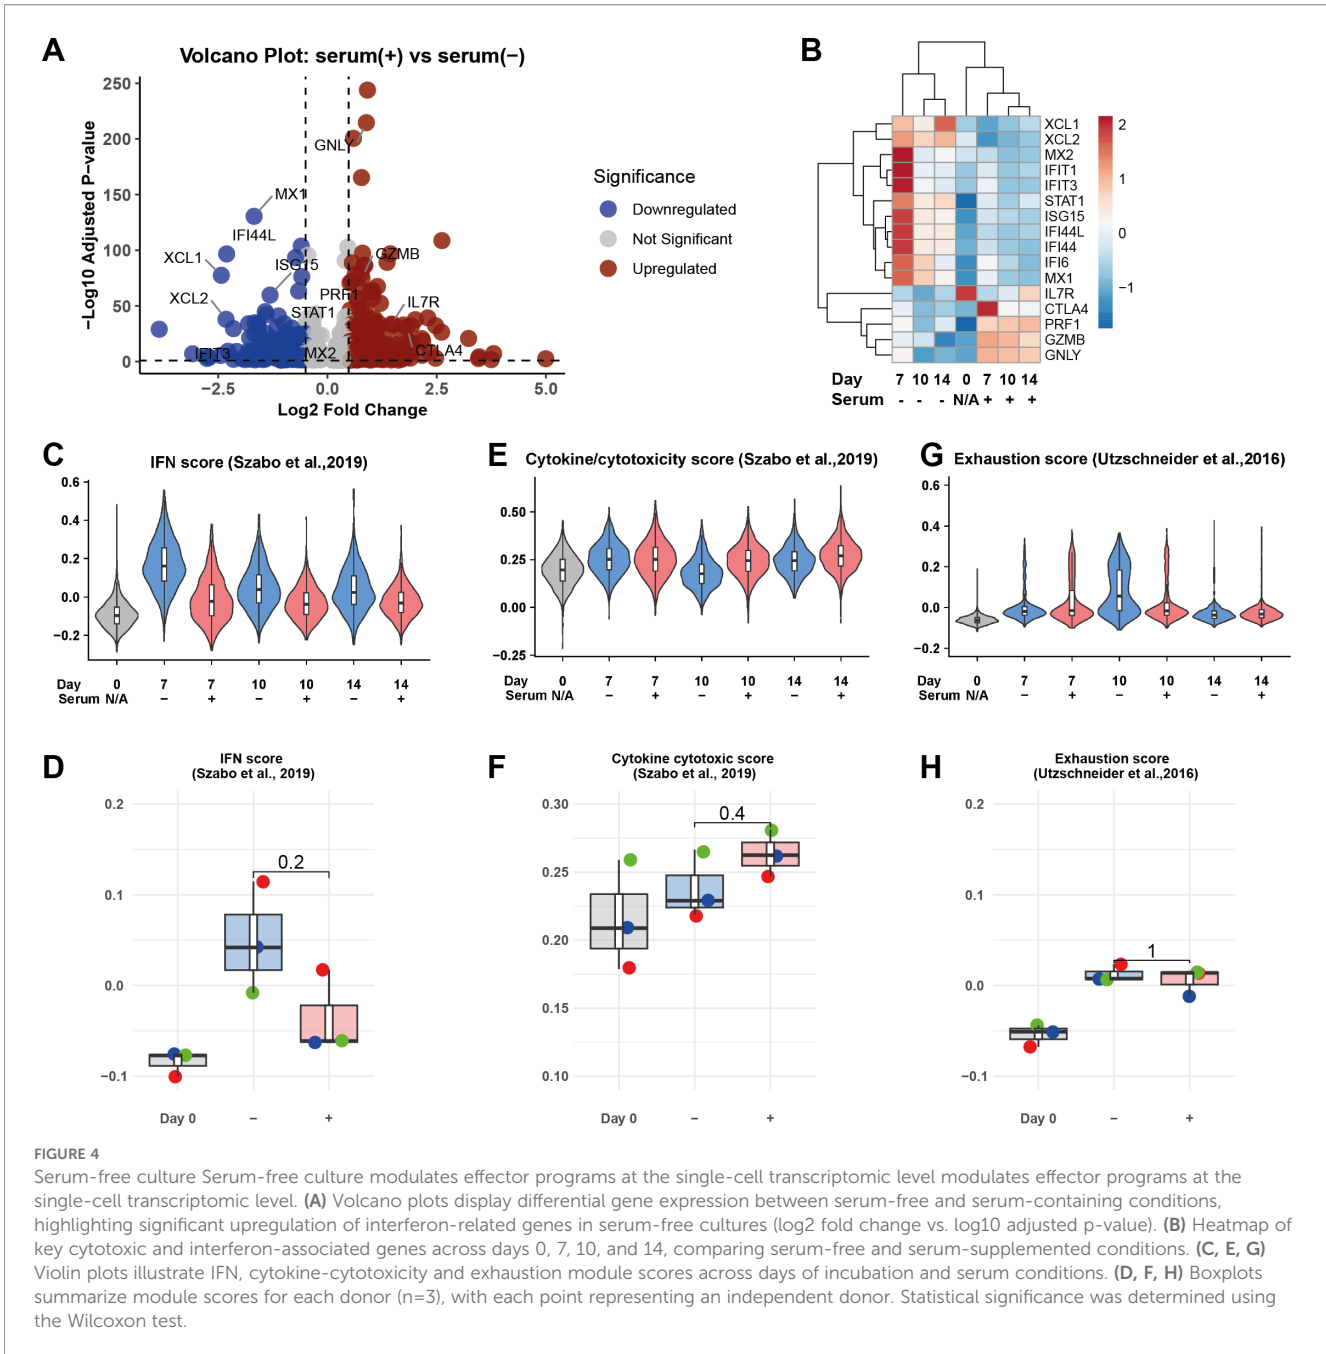 A
Volcano Plot: serum(+) vs serum(−)
−Log10 Adjusted P−value
250
200
150
100
50
0
GNLY
MX1
IFI44L
XCL1
ISG15
GZMB
XCL2
PRF1
IL7R
STAT1
IFIT3
MX2
CTLA4
−2.5
0.0
2.5
5.0
Log2 Fold Change
Significance
Downregulated
Not Significant
Upregulated
B
XCL1
XCL2
MX2
IFIT1
IFIT3
STAT1
ISG15
IFI44L
IFI44
IFI6
MX1
IL7R
CTLA4
PRF1
GZMB
GNLY
2
1
0
−1
Day 7 10 14 0 7 10 14
Serum - - - N/A + + +
C
IFN score (Szabo et al.,2019)
0.6
0.4
0.2
0.0
−0.2
Day 0 7 7 10 10 14 14
Serum N/A − + − + − +
E
Cytokine/cytotoxicity score (Szabo et al.,2019)
0.50
0.25
0.00
−0.25
Day 0 7 7 10 10 14 14
Serum N/A − + − + − +
G
Exhaustion score (Utzschneider et al.,2016)
0.6
0.4
0.2
0.0
−0.2
Day 0 7 7 10 10 14 14
Serum N/A − + − + − +
D
IFN score
(Szabo et al., 2019)
0.2
0.1
0.0
−0.1
0.2
Day 0 − +
F
Cytokine cytotoxic score
(Szabo et al., 2019)
0.30
0.25
0.20
0.15
0.10
0.4
Day 0 − +
H
Exhaustion score
(Utzschneider et al.,2016)
0.2
0.1
0.0
−0.1
1
Day 0 − +
FIGURE 4
Serum-free culture Serum-free culture modulates effector programs at the single-cell transcriptomic level modulates effector programs at the
single-cell transcriptomic level. (A) Volcano plots display differential gene expression between serum-free and serum-containing conditions,
highlighting significant upregulation of interferon-related genes in serum-free cultures (log2 fold change vs. log10 adjusted p-value). (B) Heatmap of
key cytotoxic and interferon-associated genes across days 0, 7, 10, and 14, comparing serum-free and serum-supplemented conditions. (C, E, G)
Violin plots illustrate IFN, cytokine-cytotoxicity and exhaustion module scores across days of incubation and serum conditions. (D, F, H) Boxplots
summarize module scores for each donor (n=3), with each point representing an independent donor. Statistical significance was determined using
the Wilcoxon test.